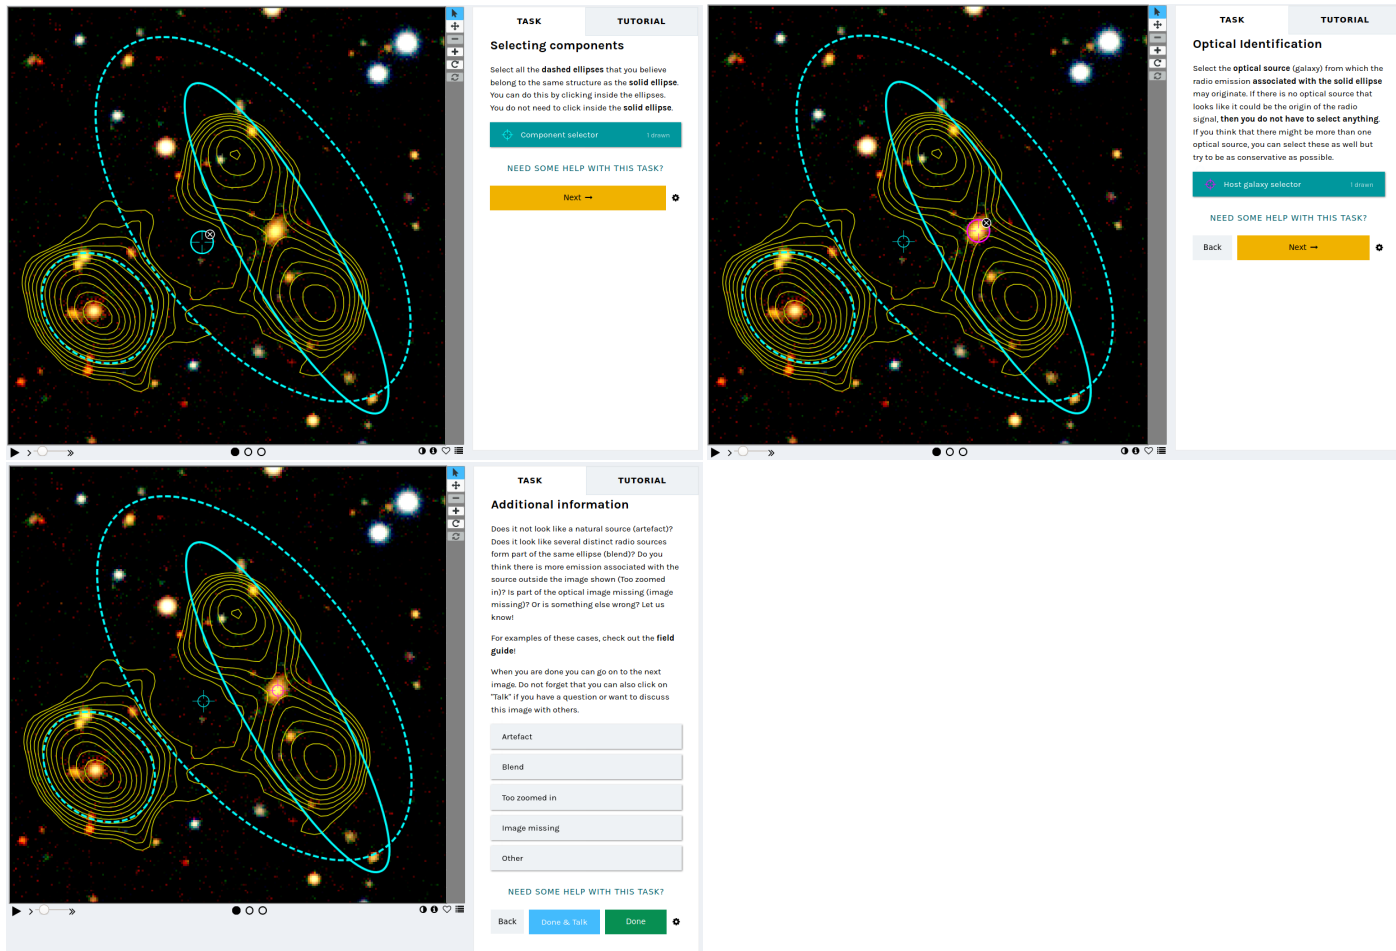 TASK
TUTORIAL
Selecting components
Select all the dashed ellipses that you believe
belong to the same structure as the solid ellipse.
You can do this by clicking inside the ellipses.
You do not need to click inside the solid ellipse.
Component selector
1 drawn
NEED SOME HELP WITH THIS TASK?
Next →
TASK
TUTORIAL
Optical Identification
Select the optical source (galaxy) from which the
radio emission associated with the solid ellipse
may originate. If there is no optical source that
looks like it could be the origin of the radio
signal, then you do not have to select anything.
If you think that there might be more than one
optical source, you can select these as well but
try to be as conservative as possible.
Host galaxy selector
1 drawn
NEED SOME HELP WITH THIS TASK?
Back
Next →
TASK
TUTORIAL
Additional information
Does it not look like a natural source (artefact)?
Does it look like several distinct radio sources
form part of the same ellipse (blend)? Do you
think there is more emission associated with the
source outside the image shown (Too zoomed
in)? Is part of the optical image missing (image
missing)? Or is something else wrong? Let us
know!
For examples of these cases, check out the field
guide!
When you are done you can go on to the next
image. Do not forget that you can also click on
"Talk" if you have a question or want to discuss
this image with others.
Artefact
Blend
Too zoomed in
Image missing
Other
NEED SOME HELP WITH THIS TASK?
Back
Done & Talk
Done